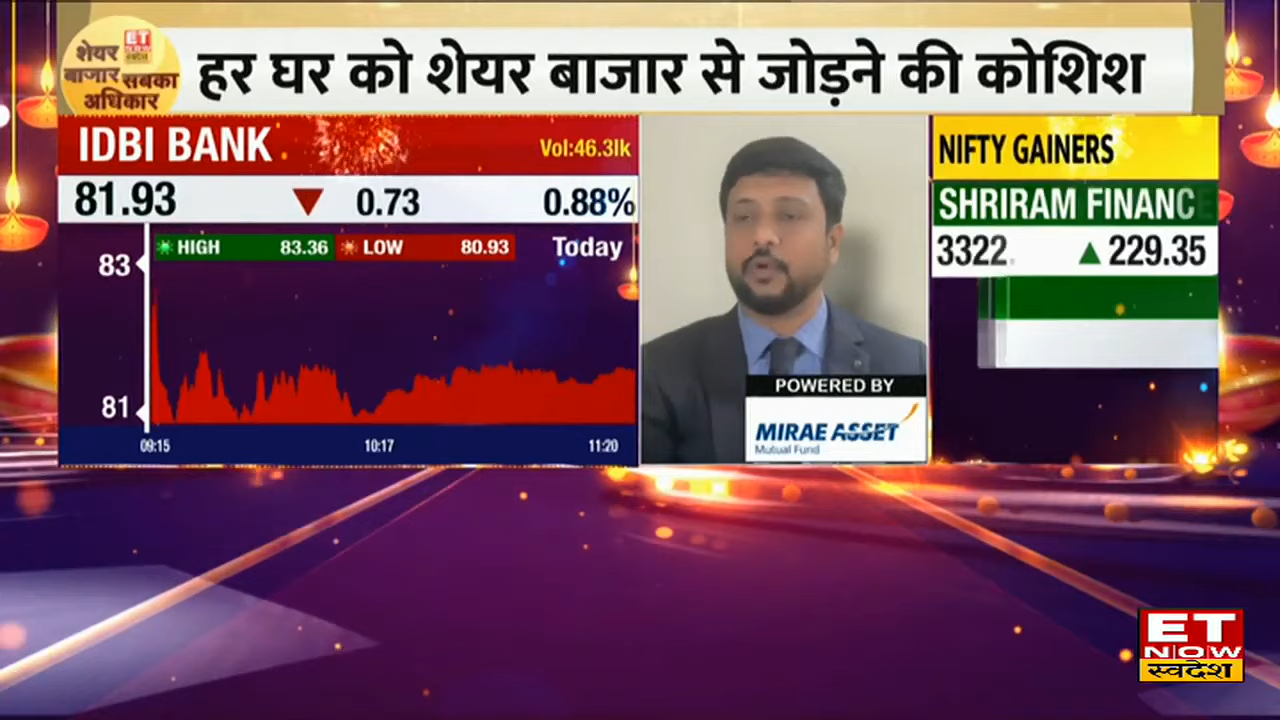 शेयर ET NOW स्वदेश
बाजार सबका
अधिकार
हर घर को शेयर बाजार से जोड़ने की कोशिश
IDBI BANK Vol:46.3lk
81.93 ▼ 0.73 0.88%
HIGH 83.36 LOW 80.93 Today
83
81
09:15 10:17 11:20
POWERED BY
MIRAE ASSET
Mutual Fund
NIFTY GAINERS
SHRIRAM FINANCE
3322. ▲ 229.35
ET
NOW
स्वदेश